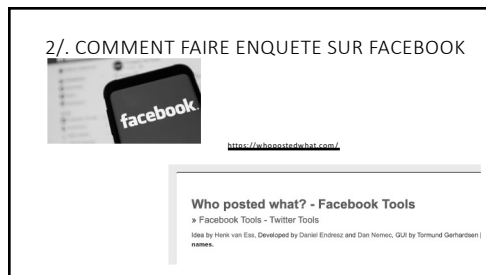 2/. COMMENT FAIRE ENQUETE SUR FACEBOOK
facebook.
https://whopostedwhat.com/
Who posted what? - Facebook Tools
» Facebook Tools - Twitter Tools
Idea by Henk van Ess. Developed by Daniel Endresz and Dan Nemec, GUI by Tormund Gerhardsen |
names.